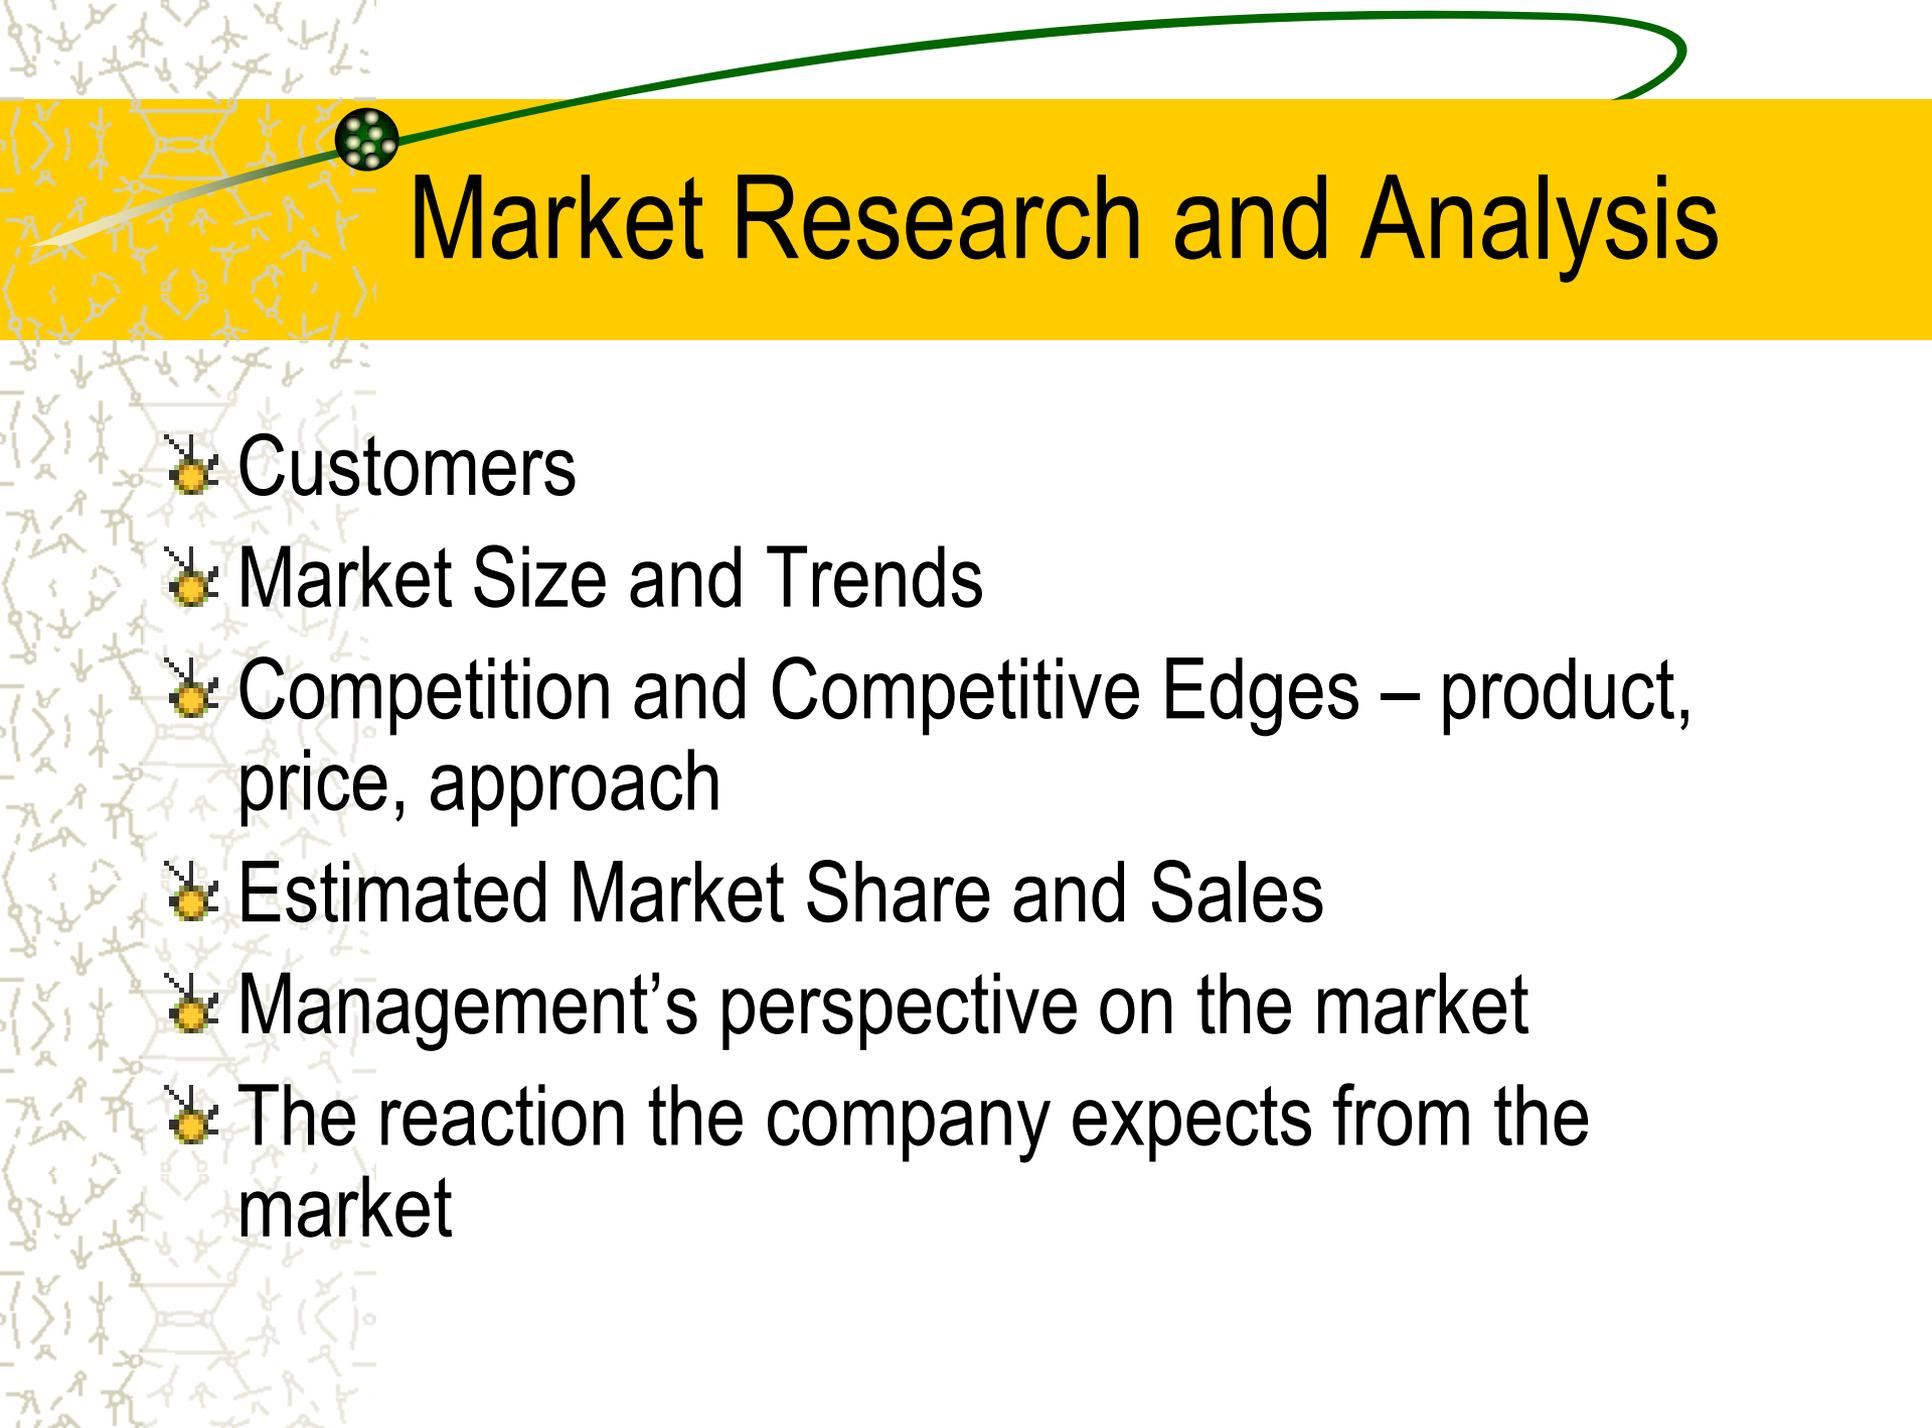 Market Research and Analysis
Customers
Market Size and Trends
Competition and Competitive Edges – product,
price, approach
Estimated Market Share and Sales
Management’s perspective on the market
The reaction the company expects from the
market